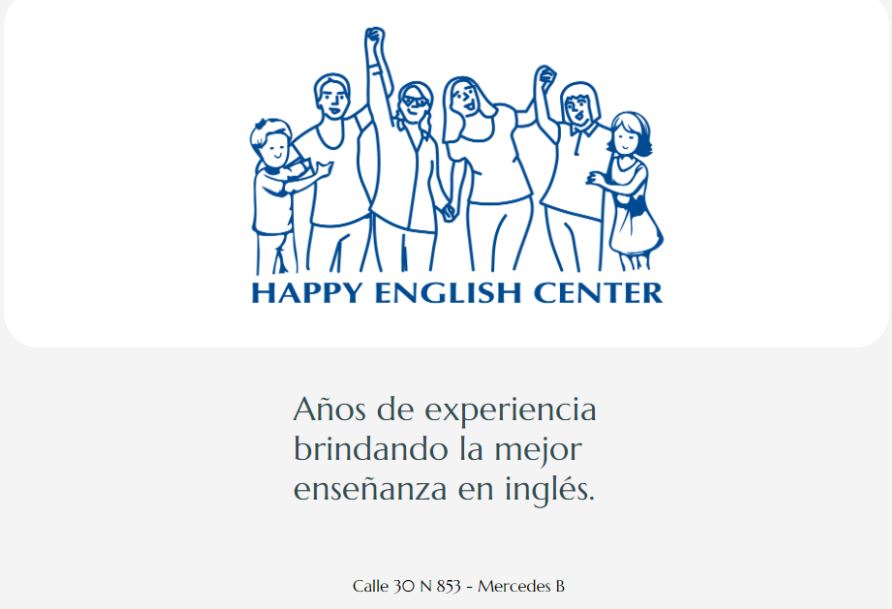 HAPPY ENGLISH CENTER
Años de experiencia
brindando la mejor
enseñanza en inglés.
Calle 30 N 853 - Mercedes B